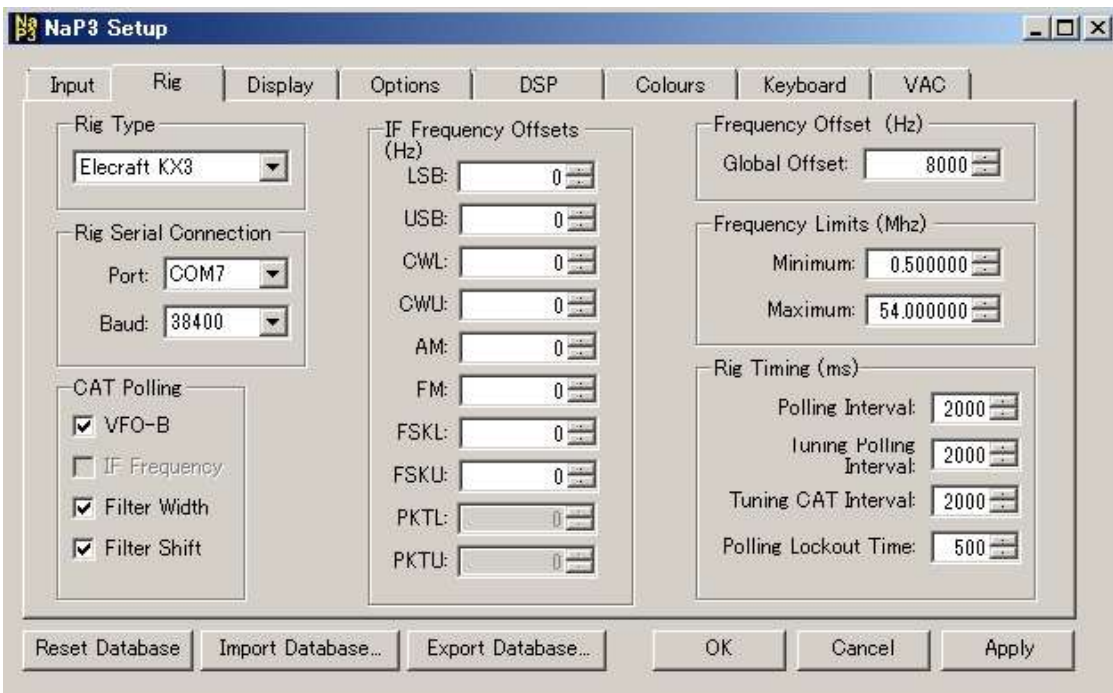 NaP3 Setup
Input Rig Display Options DSP Colours Keyboard VAC
Rig Type
Elecraft KX3
Rig Serial Connection
Port: COM7
Baud: 38400
CAT Polling
VFO-B
IF Frequency
Filter Width
Filter Shift
IF Frequency Offsets
(Hz)
LSB: 0
USB: 0
CWL: 0
CWU: 0
AM: 0
FM: 0
FSKL: 0
FSKU: 0
PKTL: 0
PKTU: 0
Frequency Offset (Hz)
Global Offset: 8000
Frequency Limits (Mhz)
Minimum: 0.500000
Maximum: 54.000000
Rig Timing (ms)
Polling Interval: 2000
Tuning Polling
Interval: 2000
Tuning CAT Interval: 2000
Polling Lockout Time: 500
Reset Database Import Database... Export Database... OK Cancel Apply